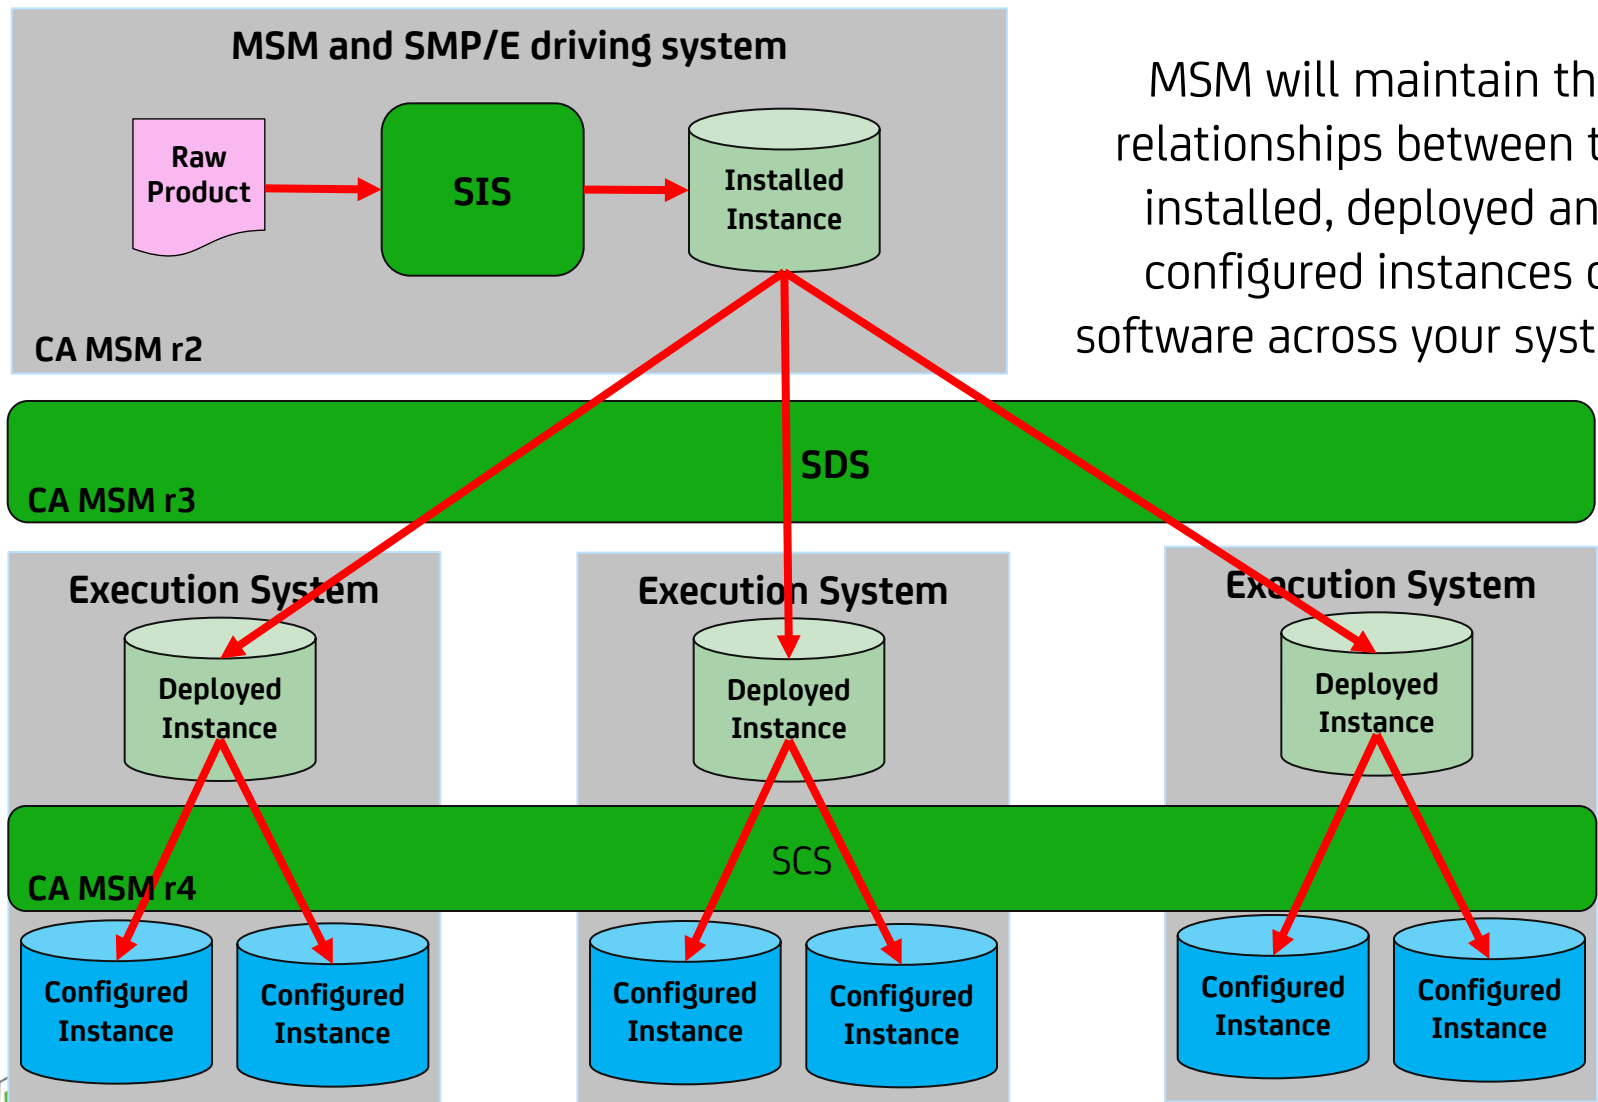 MSM and SMP/E driving system
Raw
Product
SIS
Installed
Instance
CA MSM r2
MSM will maintain th
relationships between t
installed, deployed an
configured instances o
software across your syst
SDS
CA MSM r3
Execution System
Execution System
Execution System
Deployed
Instance
Deployed
Instance
Deployed
Instance
SCS
CA MSM r4
Configured
Instance
Configured
Instance
Configured
Instance
Configured
Instance
Configured
Instance
Configured
Instance